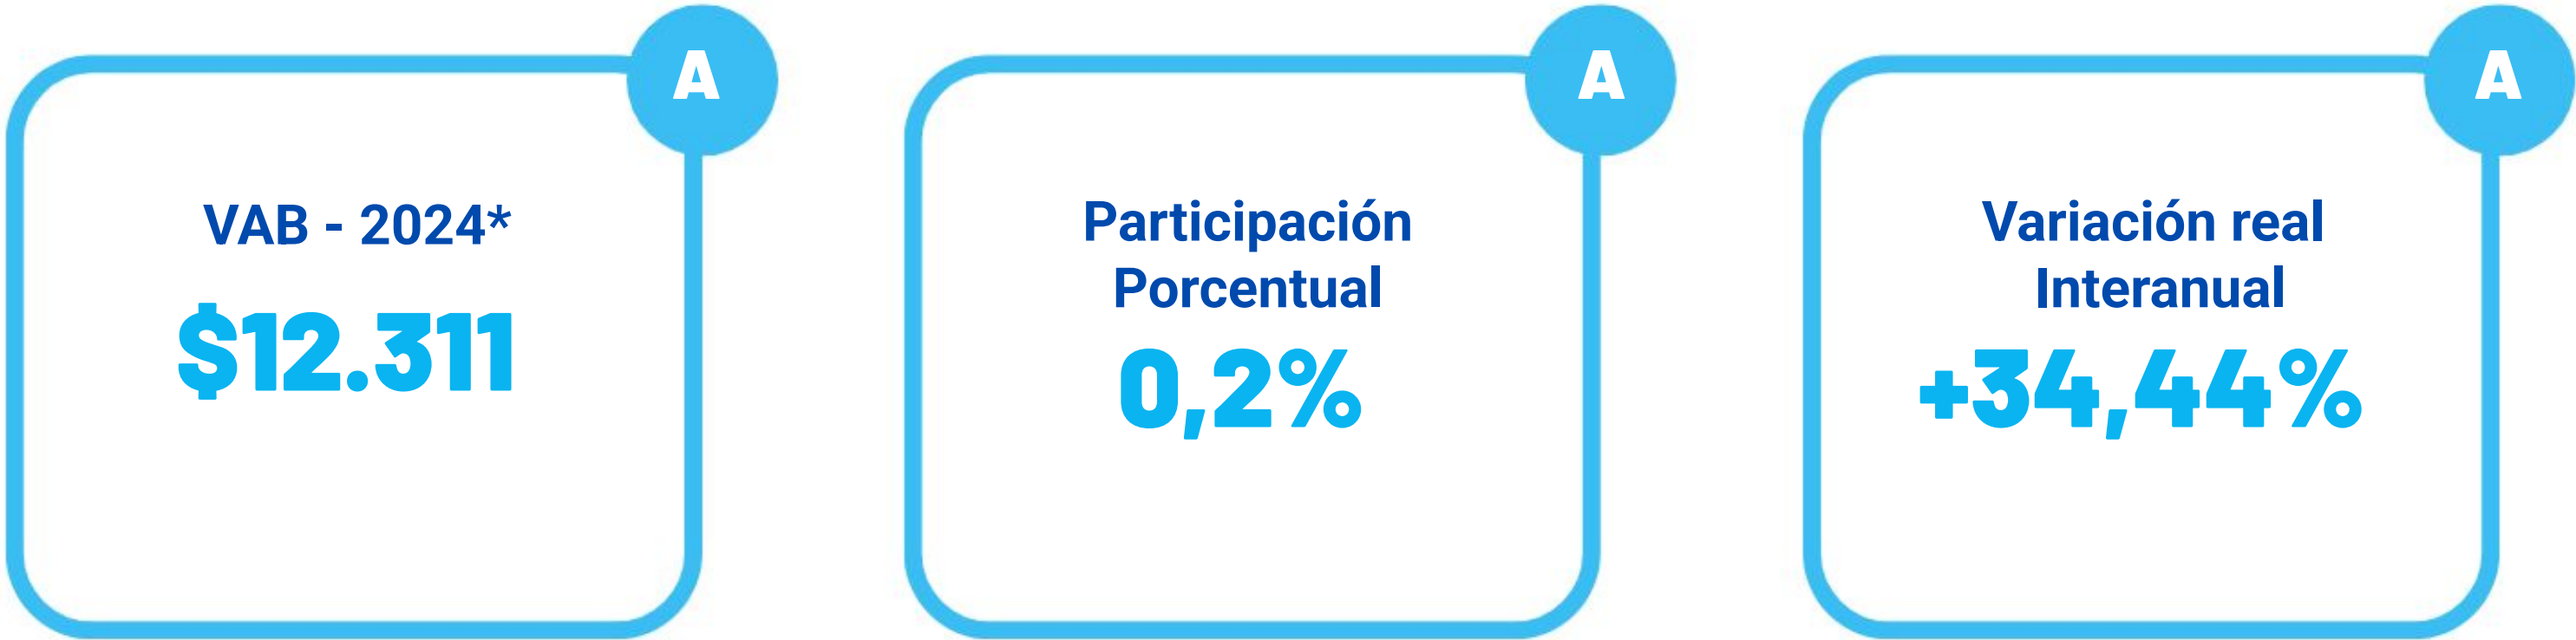 A
VAB - 2024*
$12.311
A
Participación
Porcentual
0,2%
A
Variación real
Interanual
+34,44%